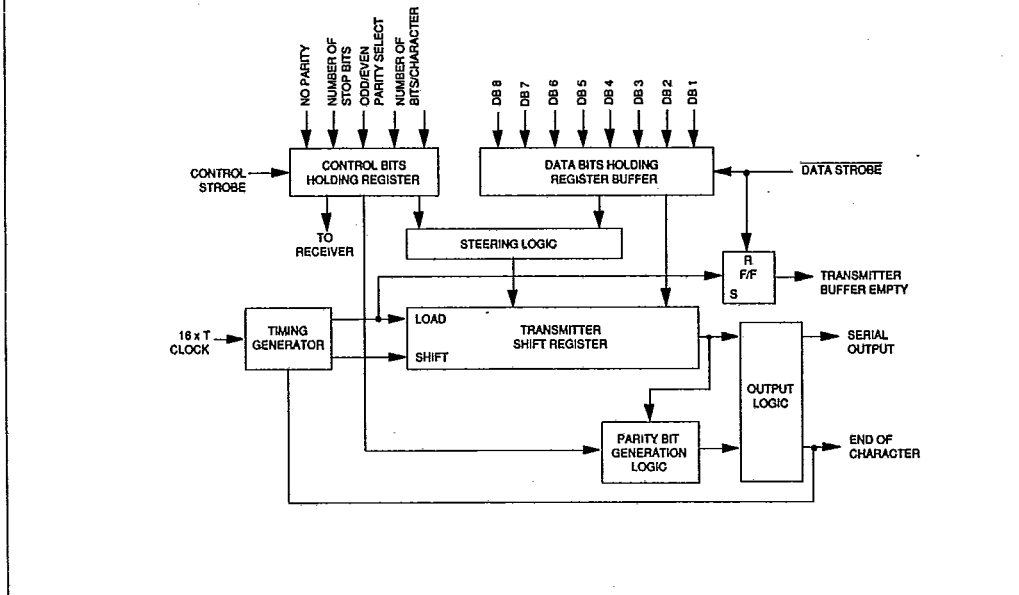 NO PARITY
NUMBER OF
STOP BITS
ODD/EVEN
PARITY SELECT
NUMBER OF
BITS/CHARACTER
DB 8
DB 7
DB 6
DB 5
DB 4
DB 3
DB 2
DB 1
CONTROL
STROBE
CONTROL BITS
HOLDING REGISTER
DATA BITS HOLDING
REGISTER BUFFER
DATA STROBE
TO
RECEIVER
STEERING LOGIC
R
F/F
S
TRANSMITTER
BUFFER EMPTY
16 x T
CLOCK
TIMING
GENERATOR
LOAD
SHIFT
TRANSMITTER
SHIFT REGISTER
OUTPUT
LOGIC
SERIAL
OUTPUT
PARITY BIT
GENERATION
LOGIC
END OF
CHARACTER